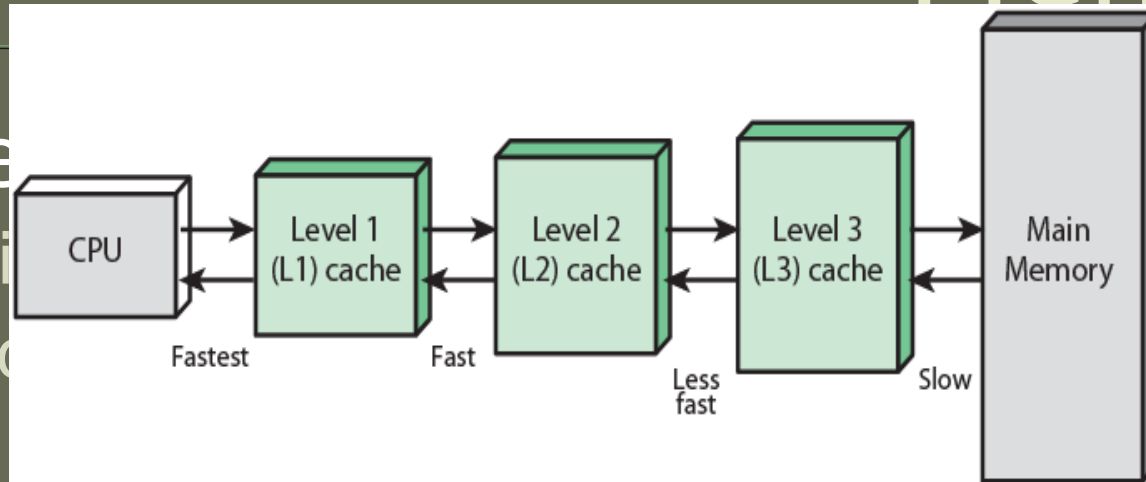 CPU
Level 1
(L1) cache
Level 2
(L2) cache
Level 3
(L3) cache
Main
Memory
Fastest
Fast
Less
fast
Slow